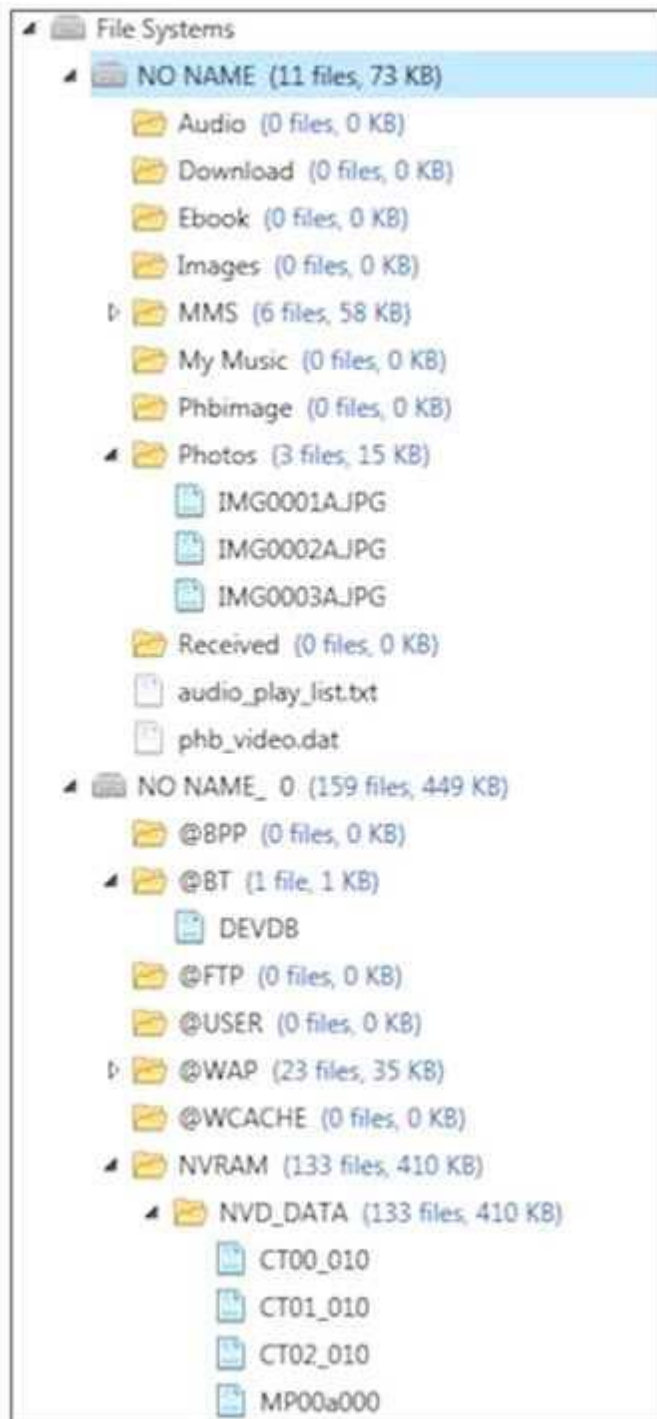 File Systems
NO NAME (11 files, 73 KB)
Audio (0 files, 0 KB)
Download (0 files, 0 KB)
Ebook (0 files, 0 KB)
Images (0 files, 0 KB)
MMS (6 files, 58 KB)
My Music (0 files, 0 KB)
Phbimage (0 files, 0 KB)
Photos (3 files, 15 KB)
IMG0001A.JPG
IMG0002A.JPG
IMG0003A.JPG
Received (0 files, 0 KB)
audio_play_list.txt
phb_video.dat
NO NAME_ 0 (159 files, 449 KB)
@BPP (0 files, 0 KB)
@BT (1 file, 1 KB)
DEVDB
@FTP (0 files, 0 KB)
@USER (0 files, 0 KB)
@WAP (23 files, 35 KB)
@WCACHE (0 files, 0 KB)
NVRAM (133 files, 410 KB)
NVD_DATA (133 files, 410 KB)
CT00_010
CT01_010
CT02_010
MP00a000